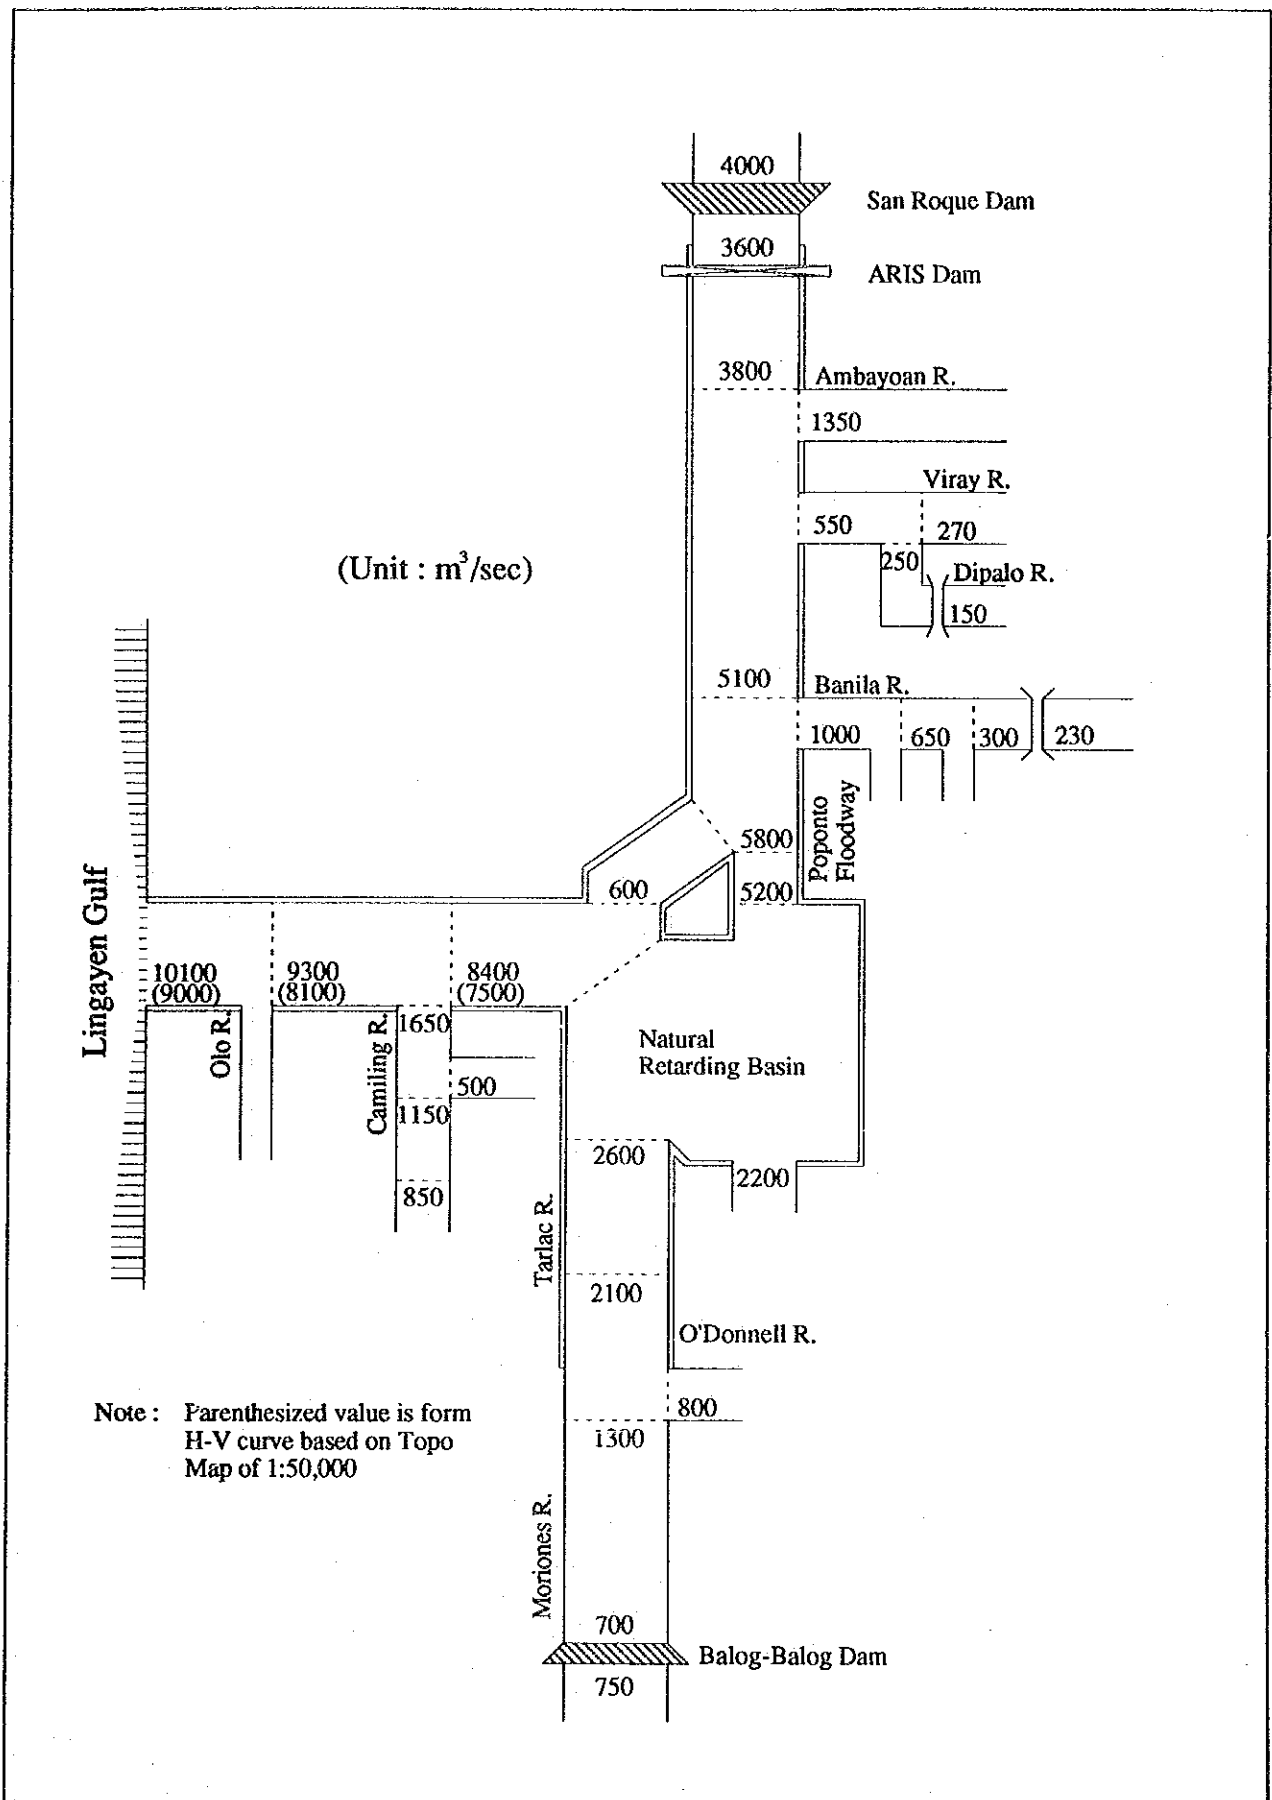 4000
San Roque Dam
3600
ARIS Dam
3800
Ambayoan R.
1350
Viray R.
550
270
250
(Unit : m³/sec)
Dipalo R.
150
5100
Banila R.
1000
650
300
230
Poponto
Floodway
5800
600
5200
Lingayen Gulf
10100
(9000)
9300
(8100)
8400
(7500)
Olo R.
Camiling R.
1650
Natural
Retarding Basin
500
1150
2600
2200
850
Tarlac R.
2100
O'Donnell R.
800
1300
Note : Parenthesized value is form
H-V curve based on Topo
Map of 1:50,000
Moriones R.
700
Balog-Balog Dam
750